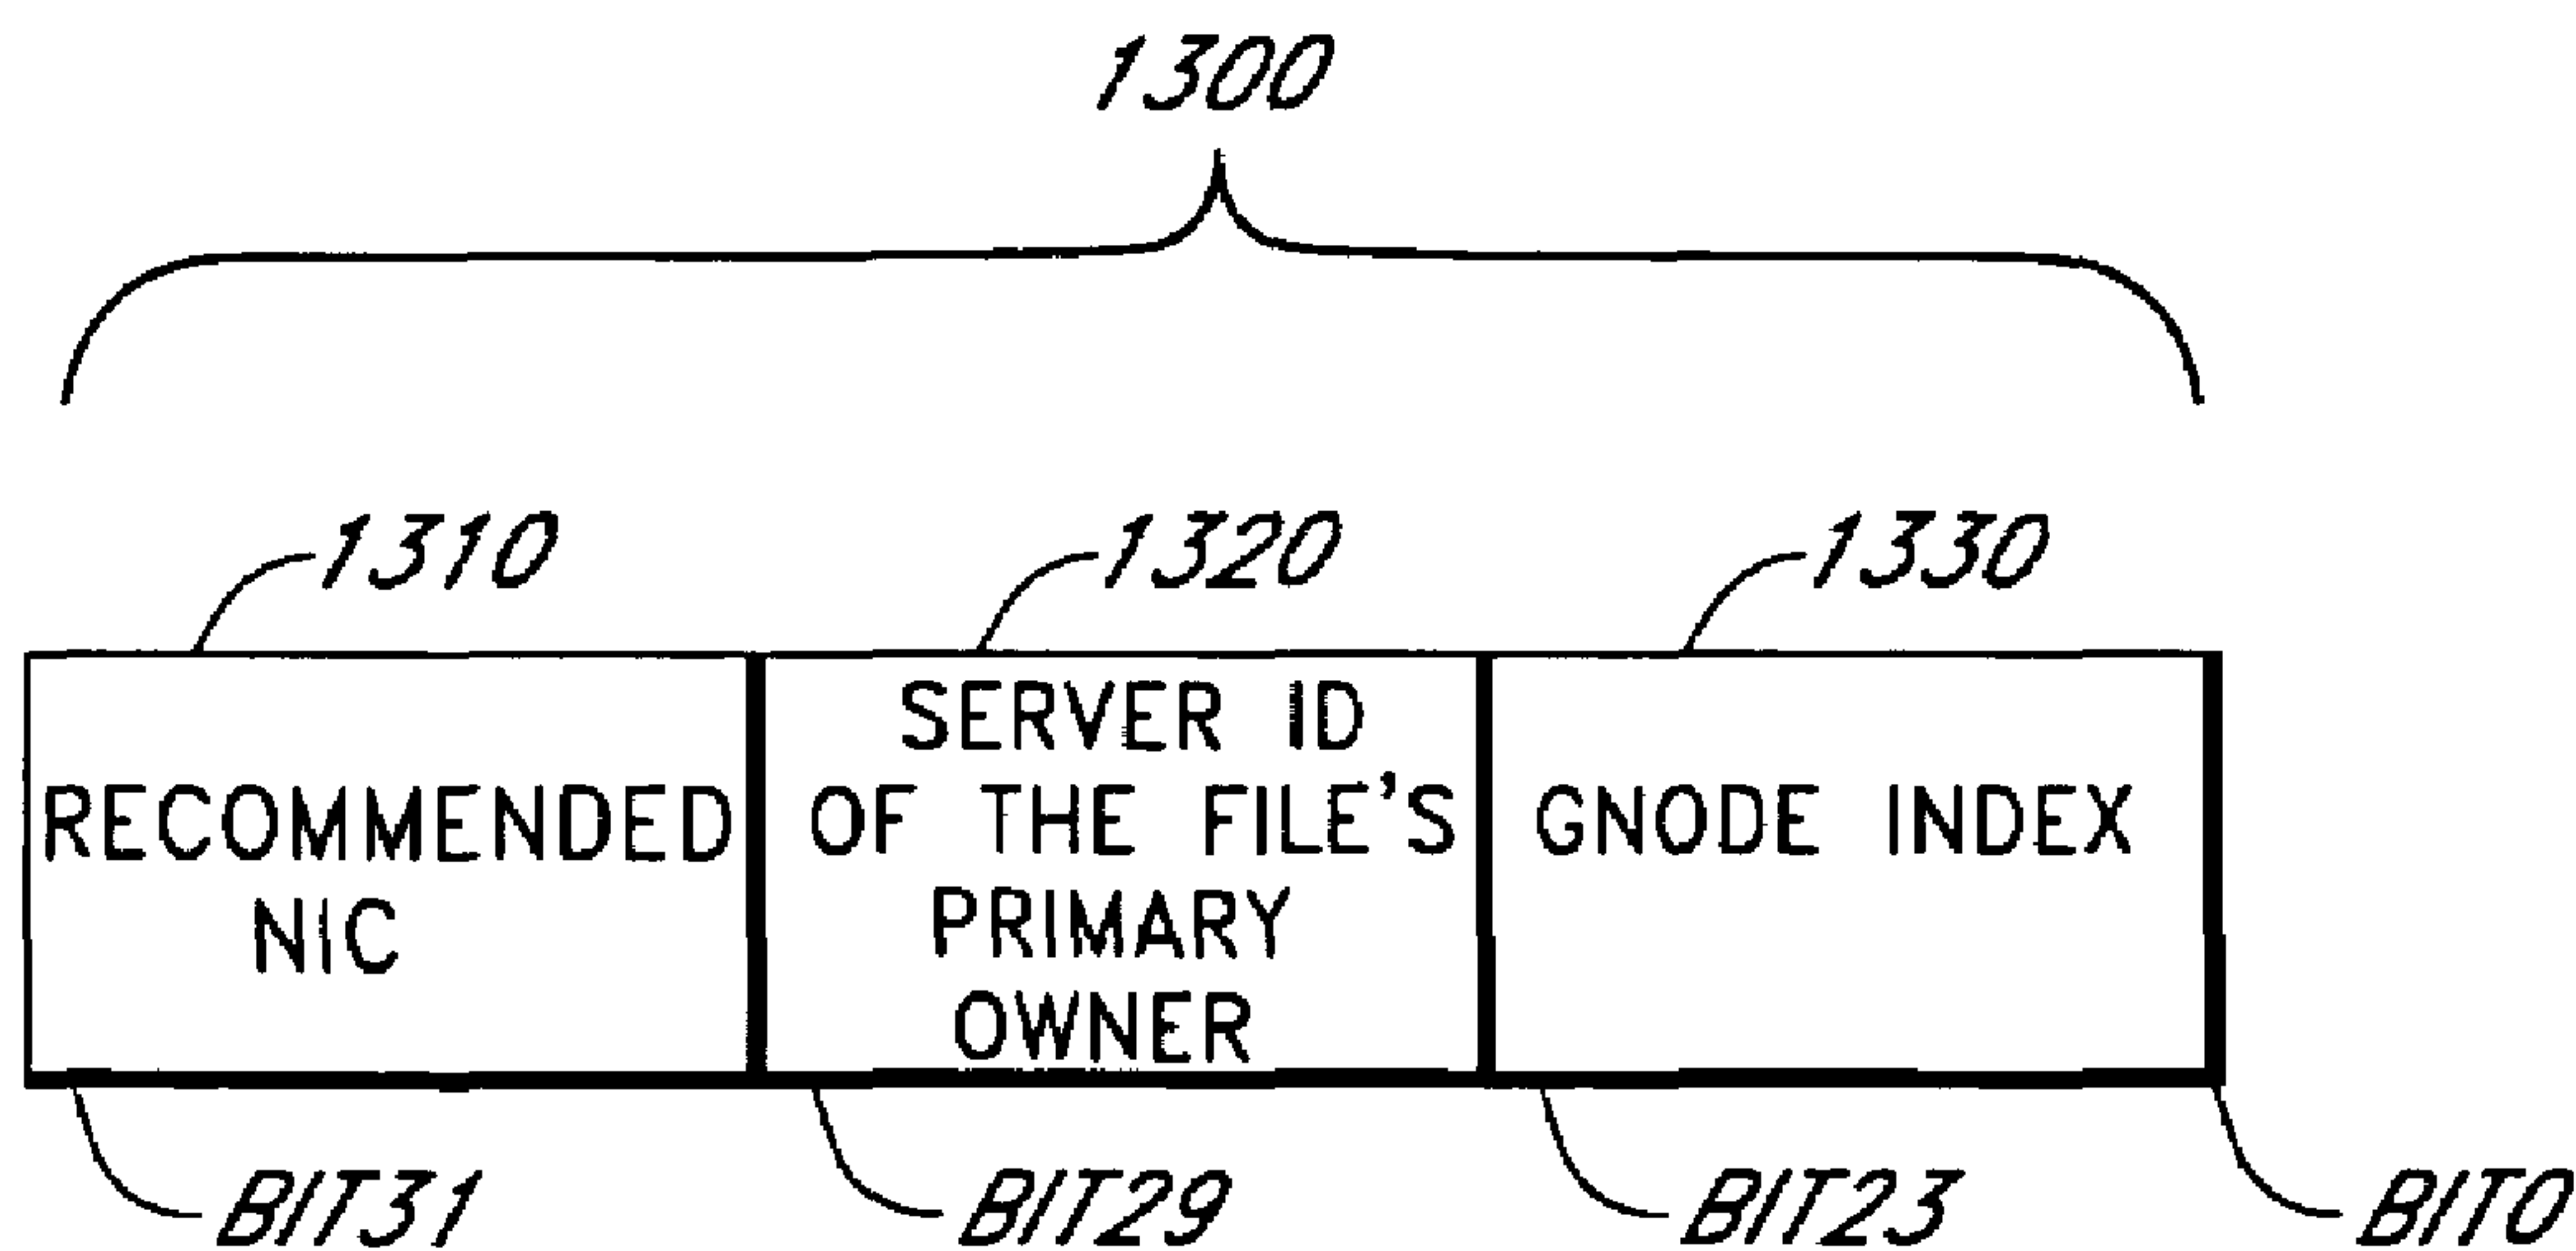 1300
1310
1320
1330
RECOMMENDED
NIC
SERVER ID
OF THE FILE'S
PRIMARY
OWNER
GNODE INDEX
BIT31
BIT29
BIT23
BIT0